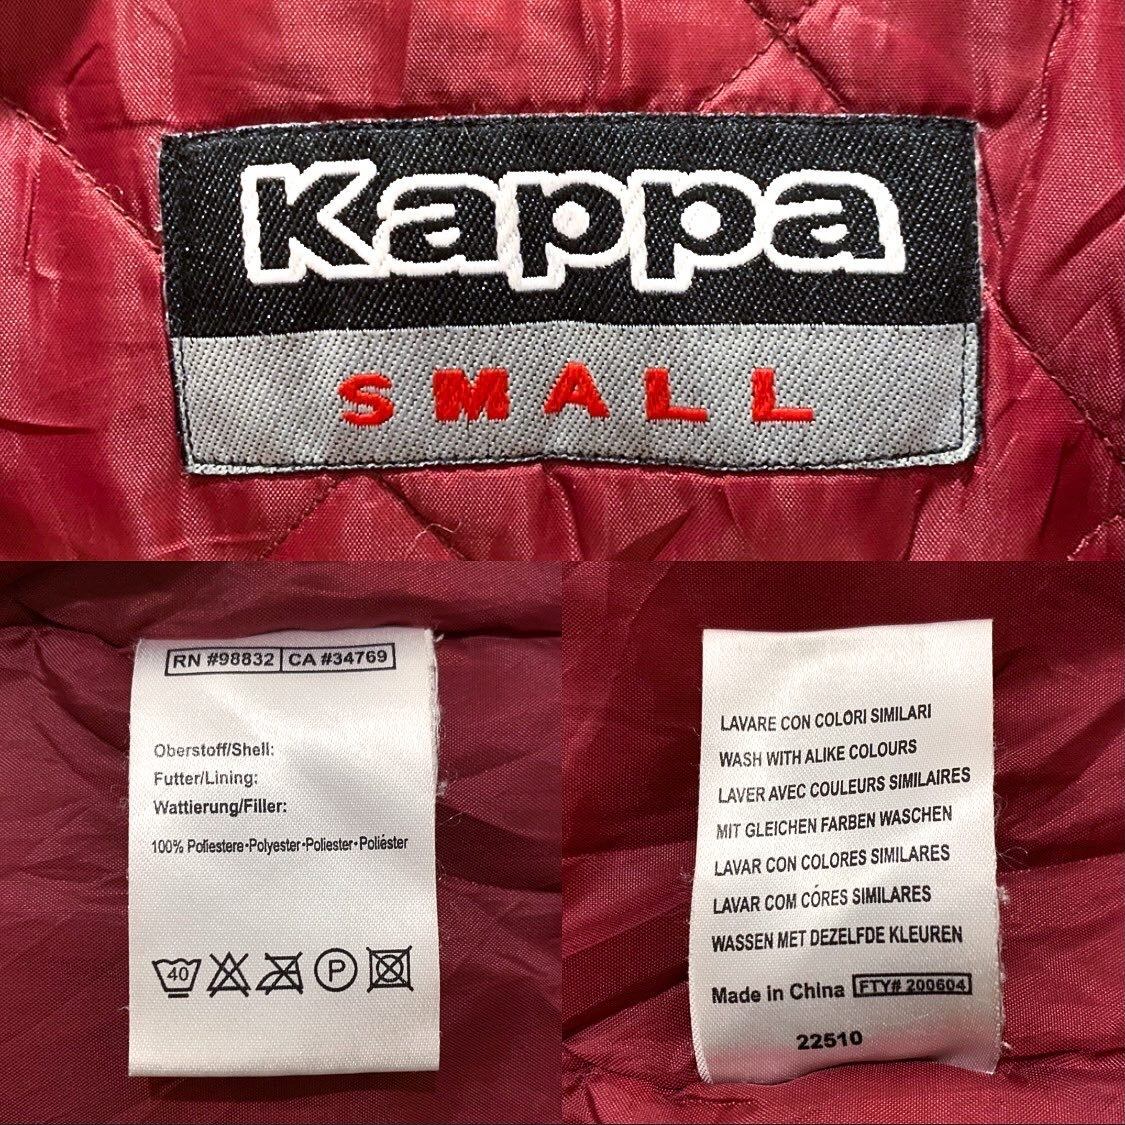 Kappa
SMALL
RN #98832 CA #34769
Oberstoff/Shell:
Futter/Lining:
Wattierung/Filler:
100% Poliestere·Polyester·Poliester·Poliéster
40
P
LAVARE CON COLORI SIMILARI
WASH WITH ALIKE COLOURS
LAVER AVEC COULEURS SIMILAIRES
MIT GLEICHEN FARBEN WASCHEN
LAVAR CON COLORES SIMILARES
LAVAR COM CÓRES SIMILARES
WASSEN MET DEZELFDE KLEUREN
Made in China FTY# 200604
22510